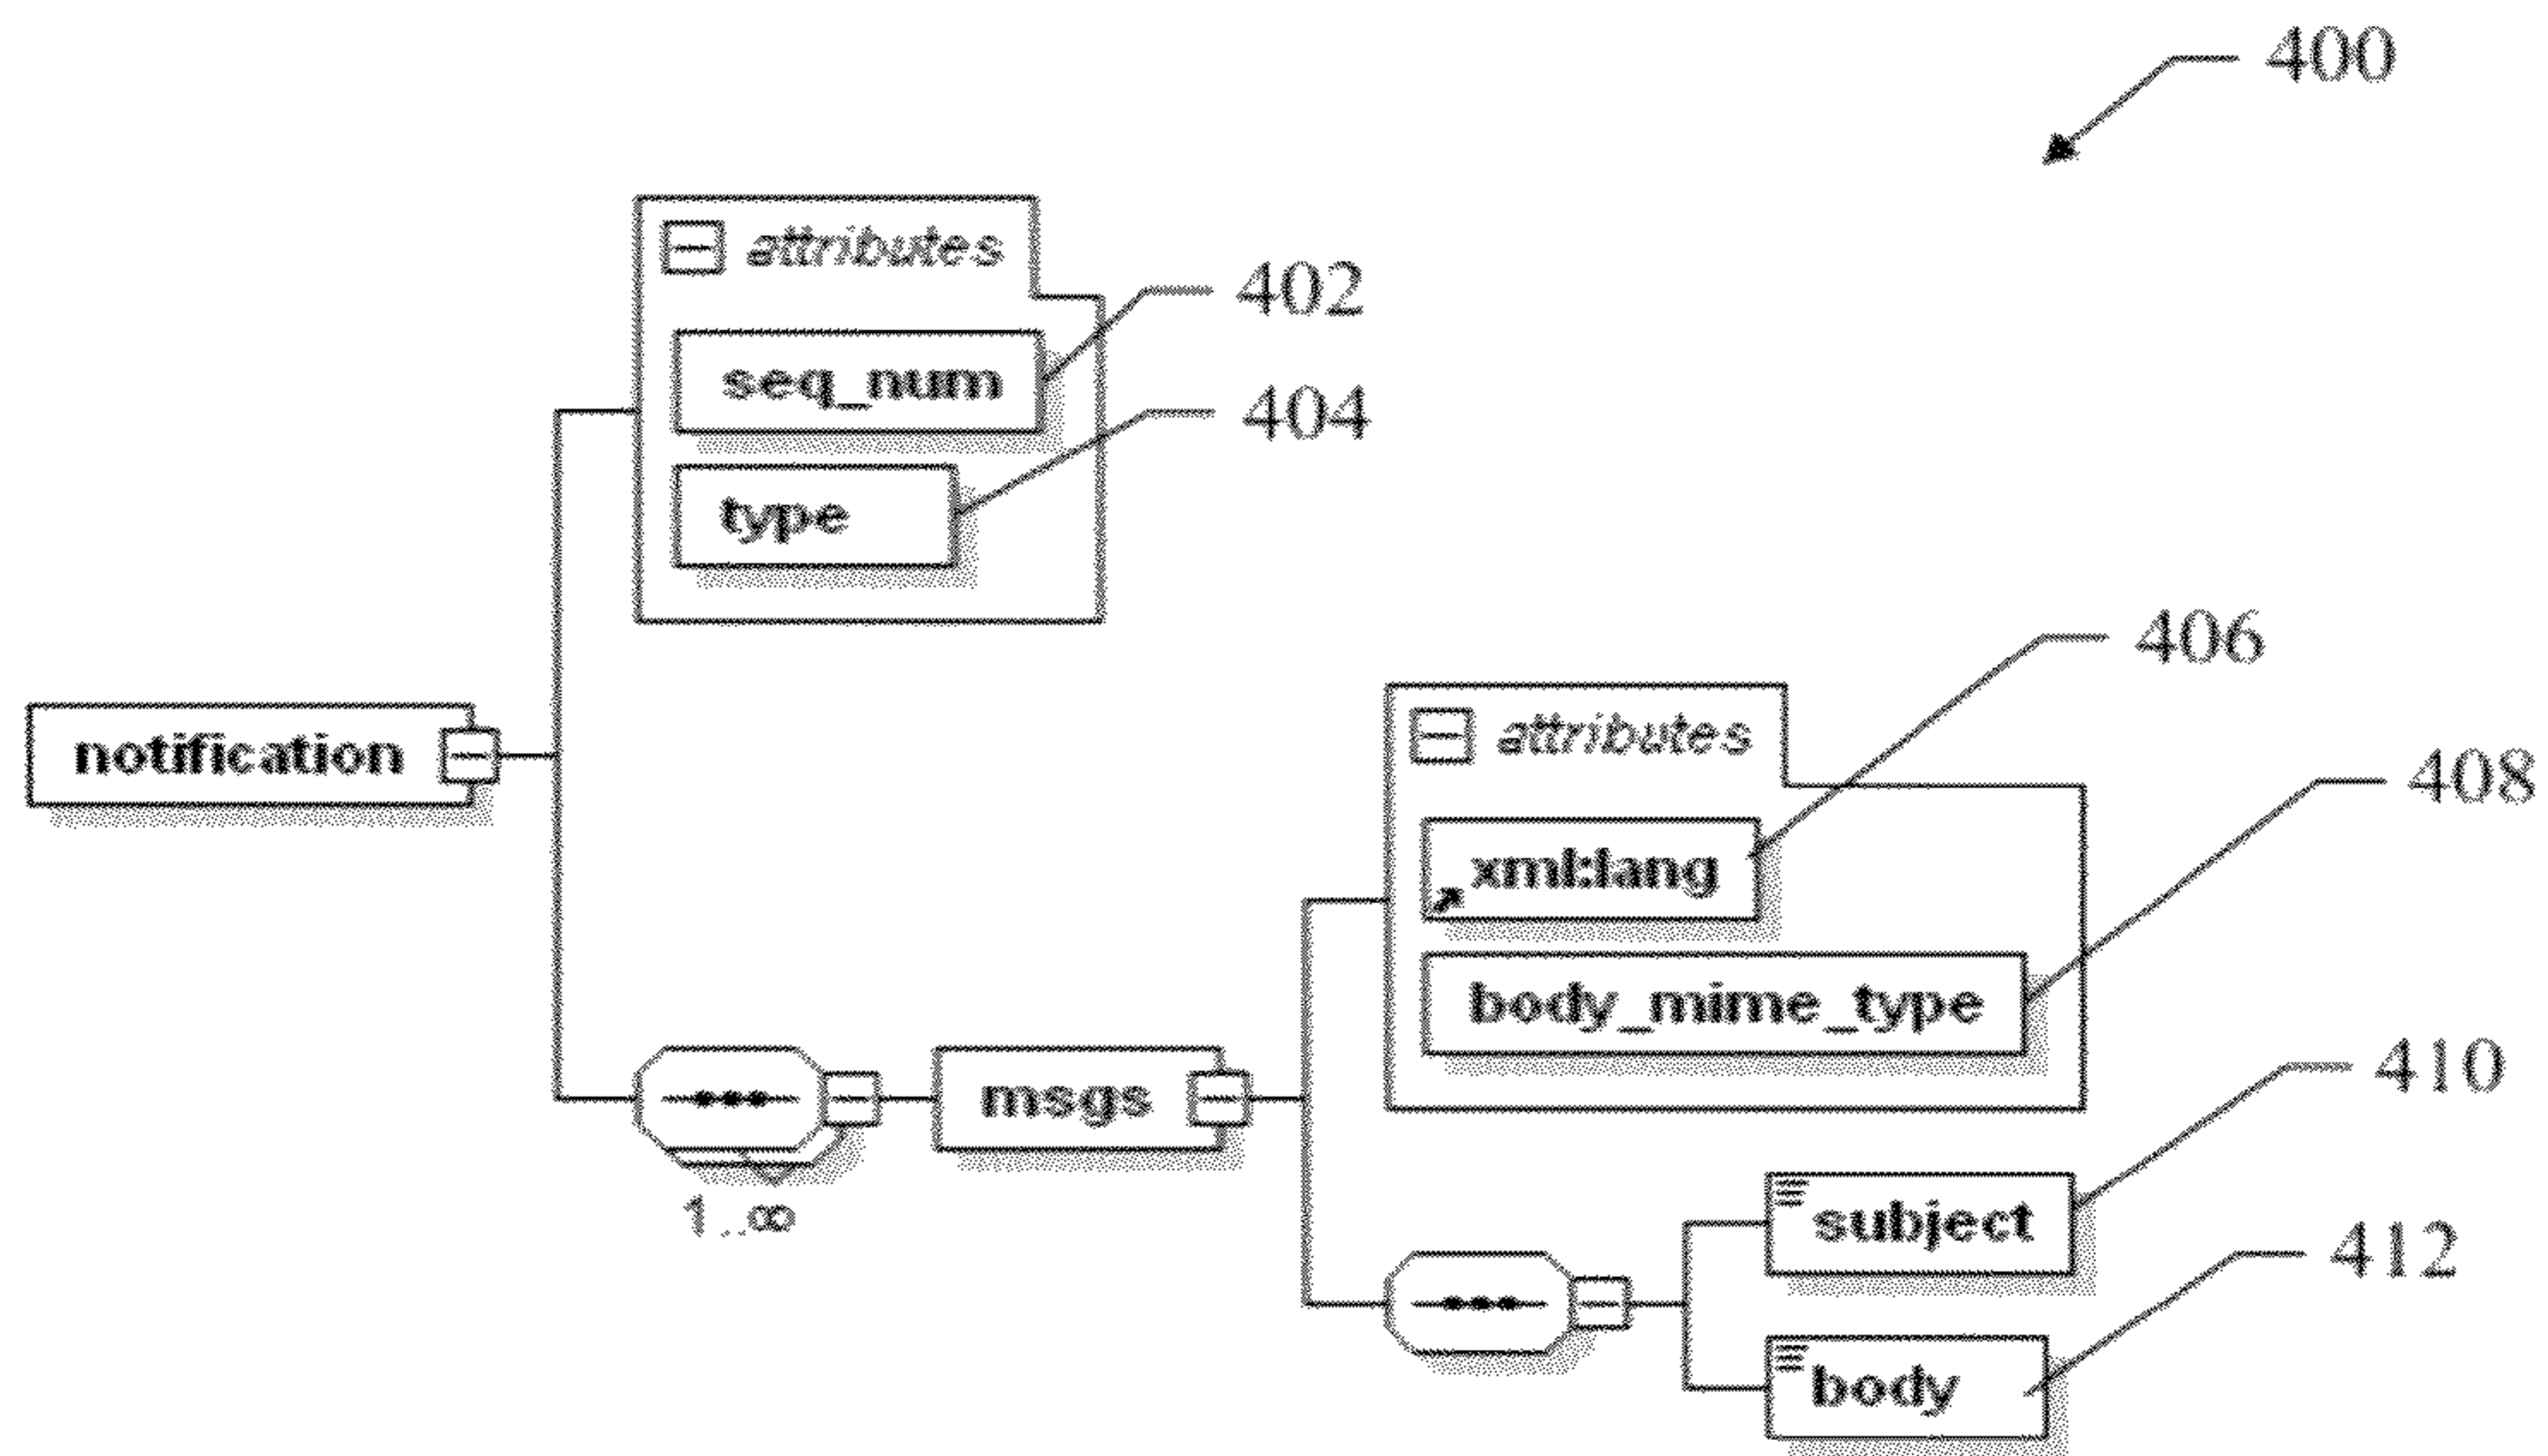 400
attributes
402
seq_num
404
type
406
notification
attributes
408
xml:lang
body_mime_type
410
msgs
1..∞
subject
412
body